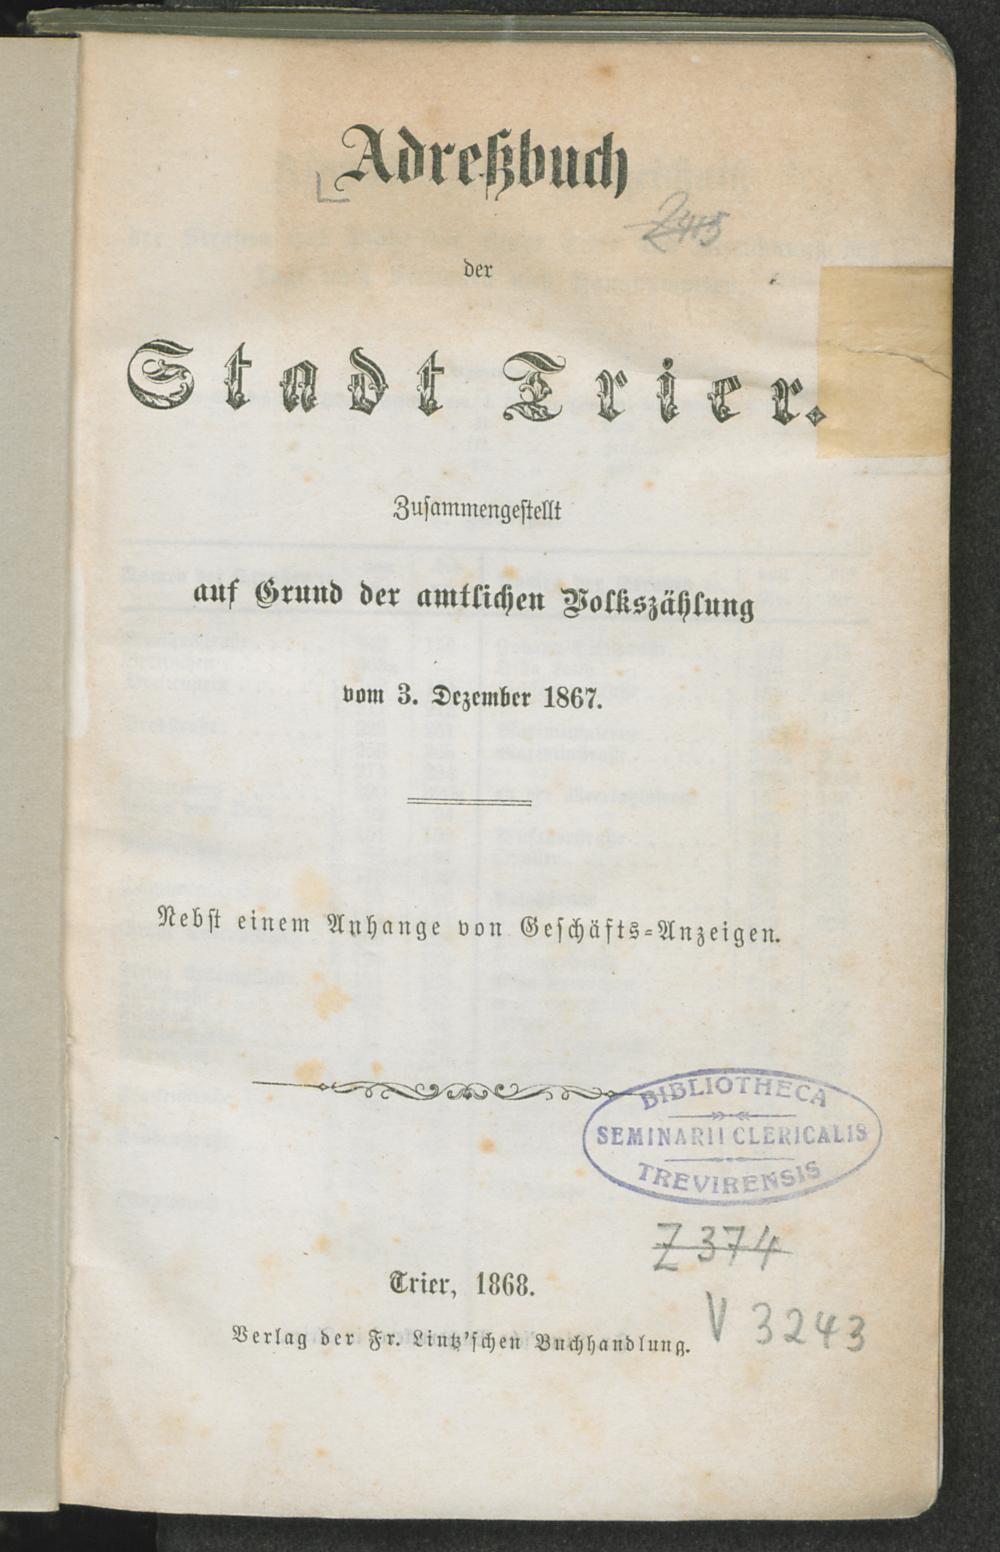 Adreßbuch
Z 413
der
Stadt Trier.
Zusammengestellt
auf Grund der amtlichen Volkszählung
vom 3. Dezember 1867.
Nebst einem Anhange von Geschäfts-Anzeigen.
BIBLIOTHECA
SEMINARII CLERICALIS
TREVIRENSIS
Z 374
Trier, 1868.
V 3243
Verlag der Fr. Lintz'schen Buchhandlung.